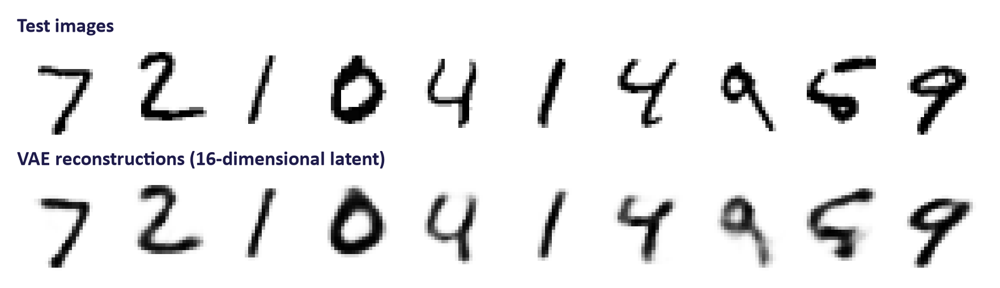 Test images
7 2 1 0 4 1 4 9 5 9
VAE reconstructions (16-dimensional latent)
7 2 1 0 4 1 4 9 5 9